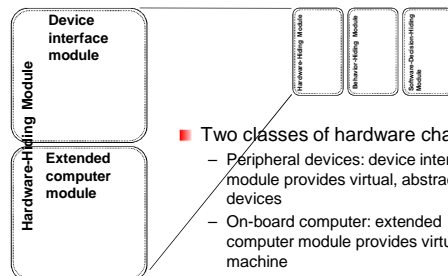 Hardware-Hiding Module
Device
interface
module
Extended
computer
module
Hardware-Hiding Module
Behavior-Hiding Module
Software-Decision-Hiding
Module
Two classes of hardware cha
– Peripheral devices: device inter
module provides virtual, abstrac
devices
– On-board computer: extended
computer module provides virtu
machine